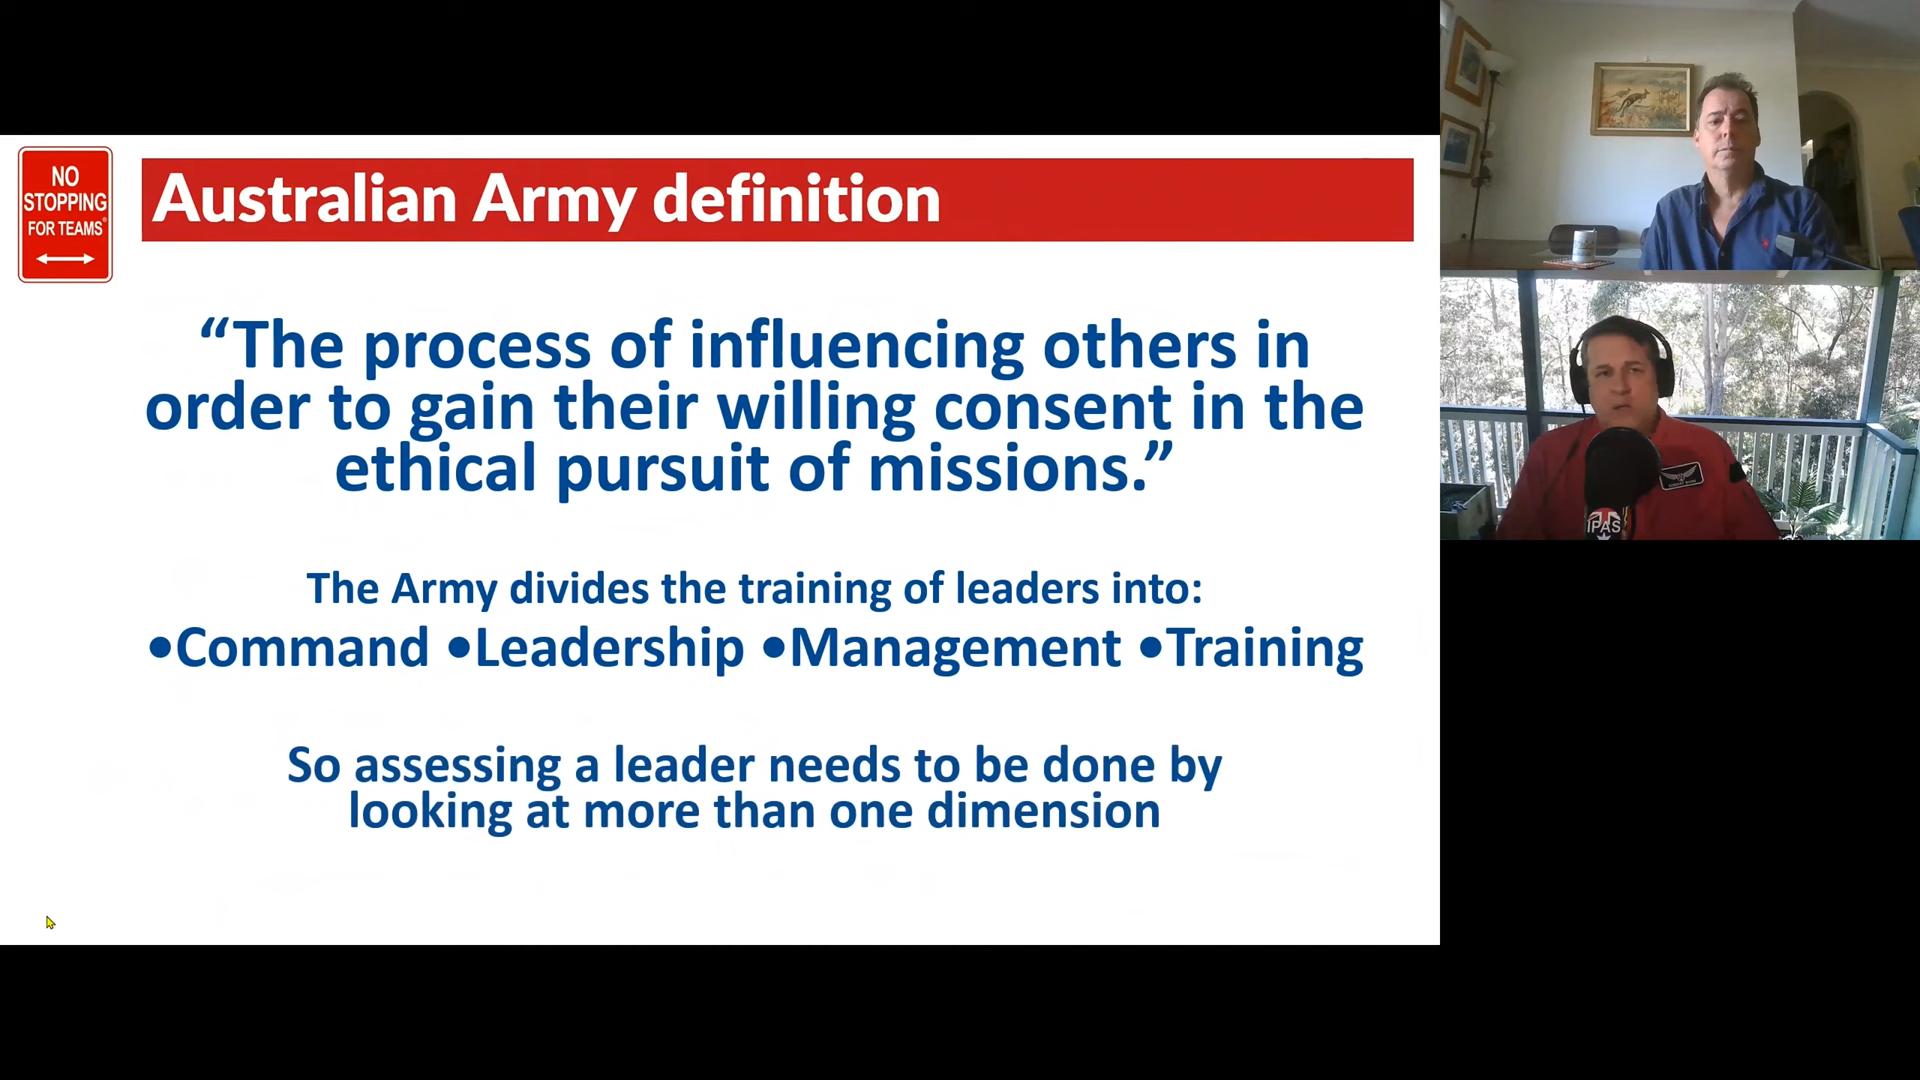 NO
STOPPING
FOR TEAMS®
Australian Army definition
“The process of influencing others in
order to gain their willing consent in the
ethical pursuit of missions.”
The Army divides the training of leaders into:
•Command •Leadership •Management •Training
So assessing a leader needs to be done by
looking at more than one dimension
IPAS